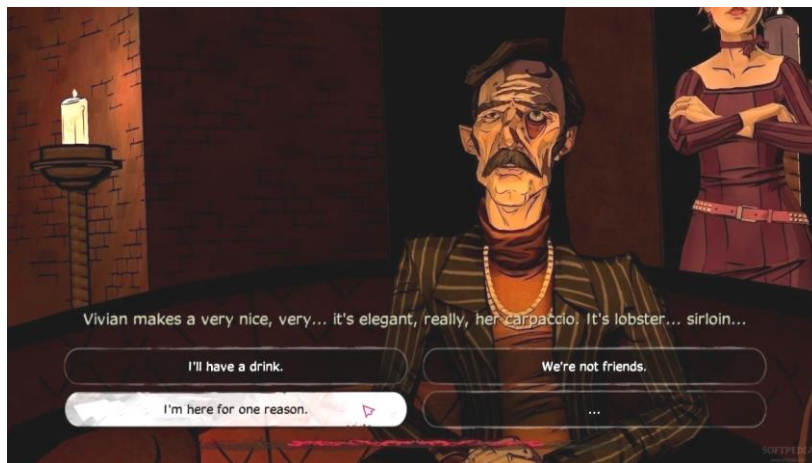 Vivian makes a very nice, very... it's elegant, really, her carpaccio. It's lobster... sirloin...
I'll have a drink.
We're not friends.
I'm here for one reason.
...
SOFTPEDIA